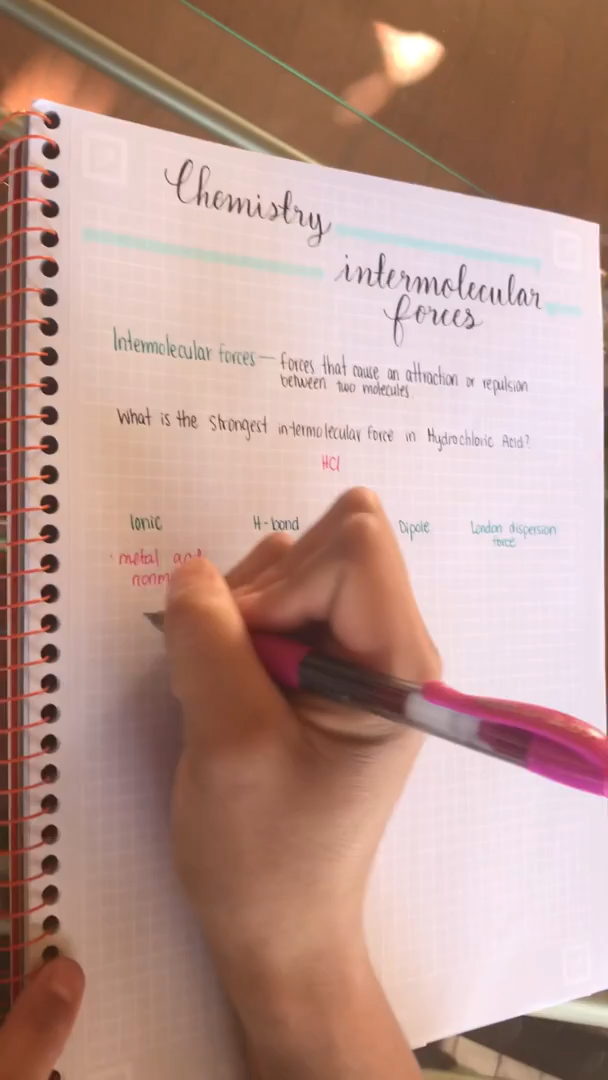 Chemistry
intermolecular
forces
Intermolecular forces — forces that cause an attraction or repulsion
between two molecules.
What is the strongest intermolecular force in Hydrochloric Acid?
HCl
Ionic H-bond Dipole London dispersion
force
· metal and